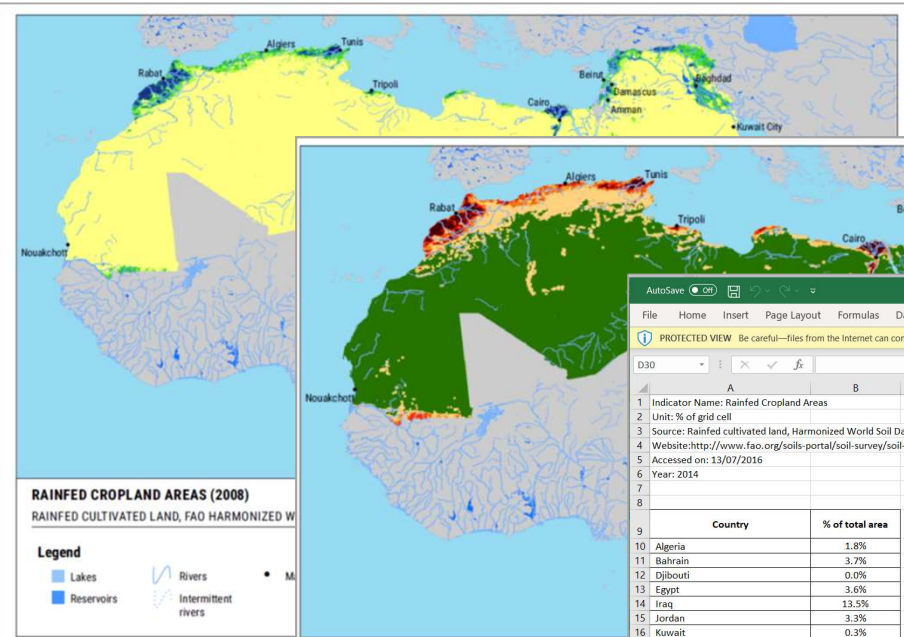 Algiers
Tunis
Rabat
Tripoli
Beirut
Baghdad
Damascus
Cairo
Amman
Kuwait City
Nouakchott
RAINFED CROPLAND AREAS (2008)
RAINFED CULTIVATED LAND, FAO HARMONIZED W
Legend
Lakes
Rivers
Reservoirs
Intermittent
rivers
Algiers
Tunis
Rabat
Tripoli
Cairo
Nouakchott
AutoSave Off
File Home Insert Page Layout Formulas Da
PROTECTED VIEW Be careful—files from the Internet can con
D30 fx
A B
1 Indicator Name: Rainfed Cropland Areas
2 Unit: % of grid cell
3 Source: Rainfed cultivated land, Harmonized World Soil Da
4 Website:http://www.fao.org/soils-portal/soil-survey/soil-
5 Accessed on: 13/07/2016
6 Year: 2014
7
8
9 Country % of total area
10 Algeria 1.8%
11 Bahrain 3.7%
12 Djibouti 0.0%
13 Egypt 3.6%
14 Iraq 13.5%
15 Jordan 3.3%
16 Kuwait 0.3%